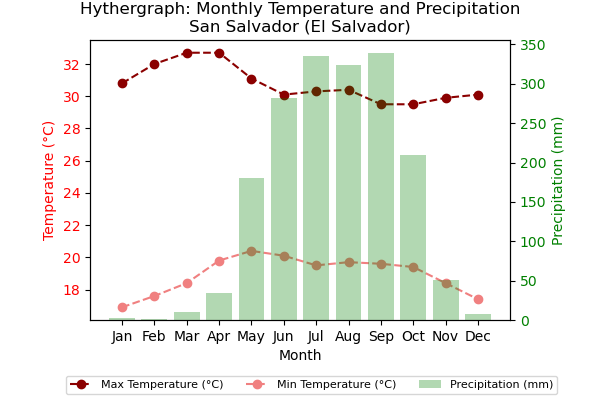 Hythergraph: Monthly Temperature and Precipitation
San Salvador (El Salvador)
Temperature (°C)
32
30
28
26
24
22
20
18
350
300
250
200
150
100
50
0
Precipitation (mm)
Jan Feb Mar Apr May Jun Jul Aug Sep Oct Nov Dec
Month
Max Temperature (°C) Min Temperature (°C) Precipitation (mm)